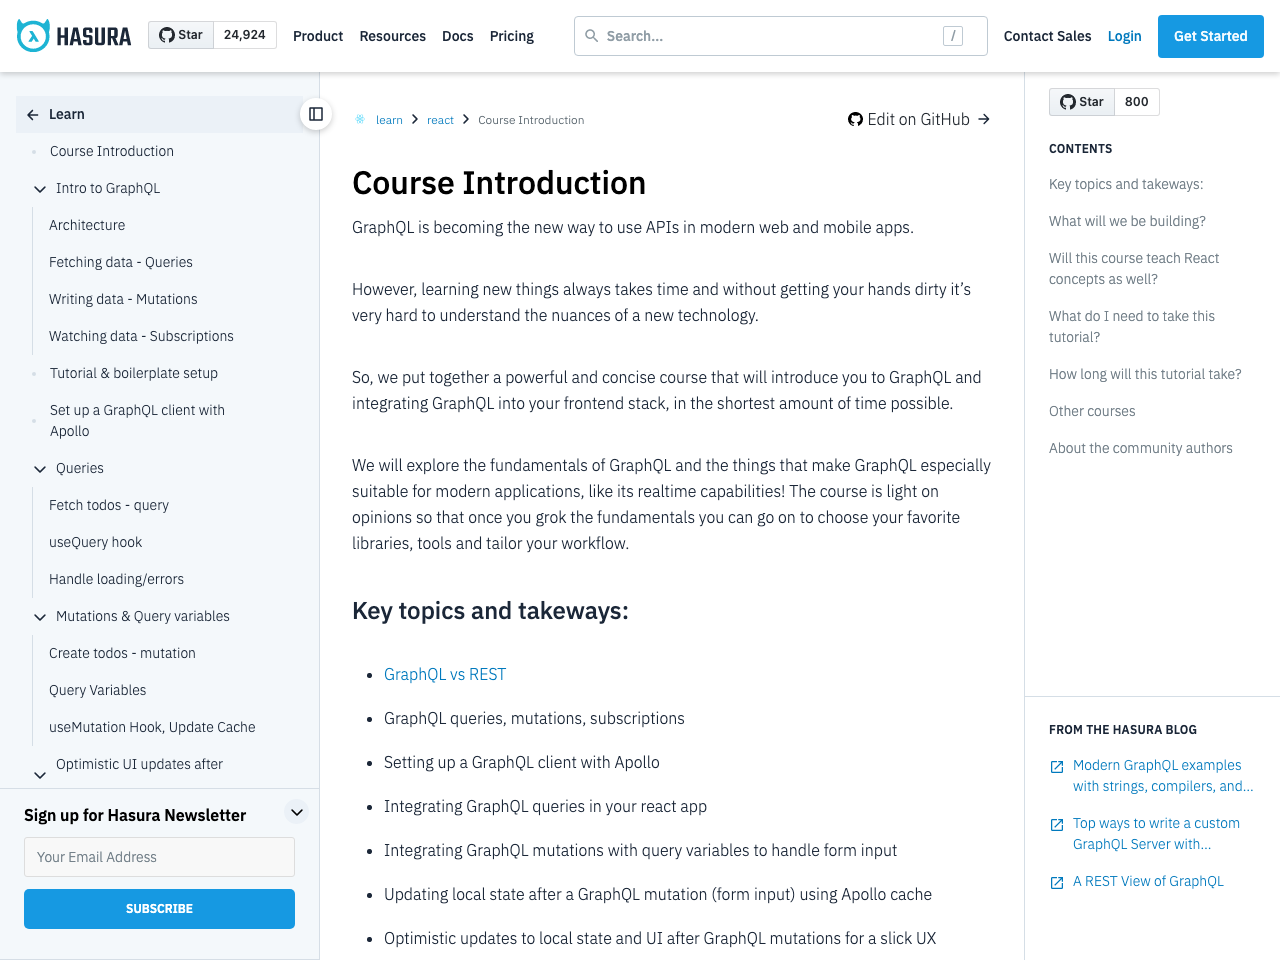 HASURA
Star 24,924
Product Resources Docs Pricing
Search... /
Contact Sales Login Get Started
Learn
Course Introduction
Intro to GraphQL
Architecture
Fetching data - Queries
Writing data - Mutations
Watching data - Subscriptions
Tutorial & boilerplate setup
Set up a GraphQL client with
Apollo
Queries
Fetch todos - query
useQuery hook
Handle loading/errors
Mutations & Query variables
Create todos - mutation
Query Variables
useMutation Hook, Update Cache
Optimistic UI updates after
Sign up for Hasura Newsletter
Your Email Address
SUBSCRIBE
learn > react > Course Introduction
Edit on GitHub
Course Introduction
GraphQL is becoming the new way to use APIs in modern web and mobile apps.
However, learning new things always takes time and without getting your hands dirty it’s
very hard to understand the nuances of a new technology.
So, we put together a powerful and concise course that will introduce you to GraphQL and
integrating GraphQL into your frontend stack, in the shortest amount of time possible.
We will explore the fundamentals of GraphQL and the things that make GraphQL especially
suitable for modern applications, like its realtime capabilities! The course is light on
opinions so that once you grok the fundamentals you can go on to choose your favorite
libraries, tools and tailor your workflow.
Key topics and takeways:
• GraphQL vs REST
• GraphQL queries, mutations, subscriptions
• Setting up a GraphQL client with Apollo
• Integrating GraphQL queries in your react app
• Integrating GraphQL mutations with query variables to handle form input
• Updating local state after a GraphQL mutation (form input) using Apollo cache
• Optimistic updates to local state and UI after GraphQL mutations for a slick UX
Star 800
CONTENTS
Key topics and takeways:
What will we be building?
Will this course teach React
concepts as well?
What do I need to take this
tutorial?
How long will this tutorial take?
Other courses
About the community authors
FROM THE HASURA BLOG
Modern GraphQL examples
with strings, compilers, and...
Top ways to write a custom
GraphQL Server with...
A REST View of GraphQL